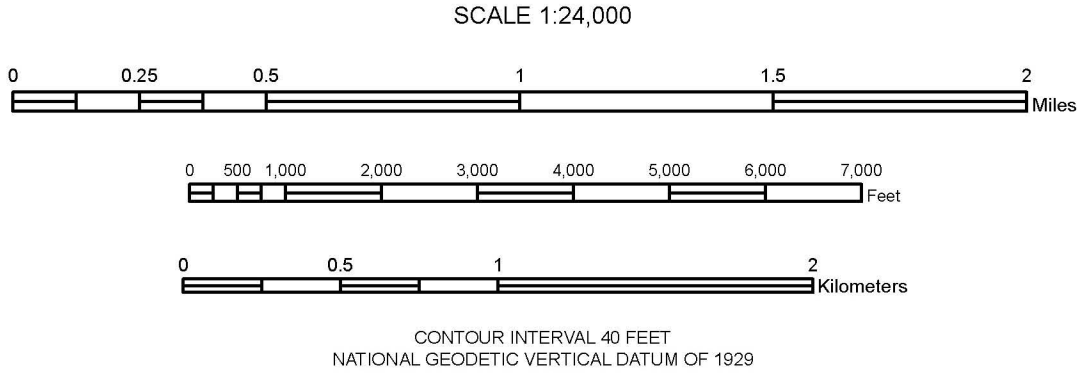 SCALE 1:24,000
0 0.25 0.5 1 1.5 2
Miles
0 500 1,000 2,000 3,000 4,000 5,000 6,000 7,000
Feet
0 0.5 1 2
Kilometers
CONTOUR INTERVAL 40 FEET
NATIONAL GEODETIC VERTICAL DATUM OF 1929